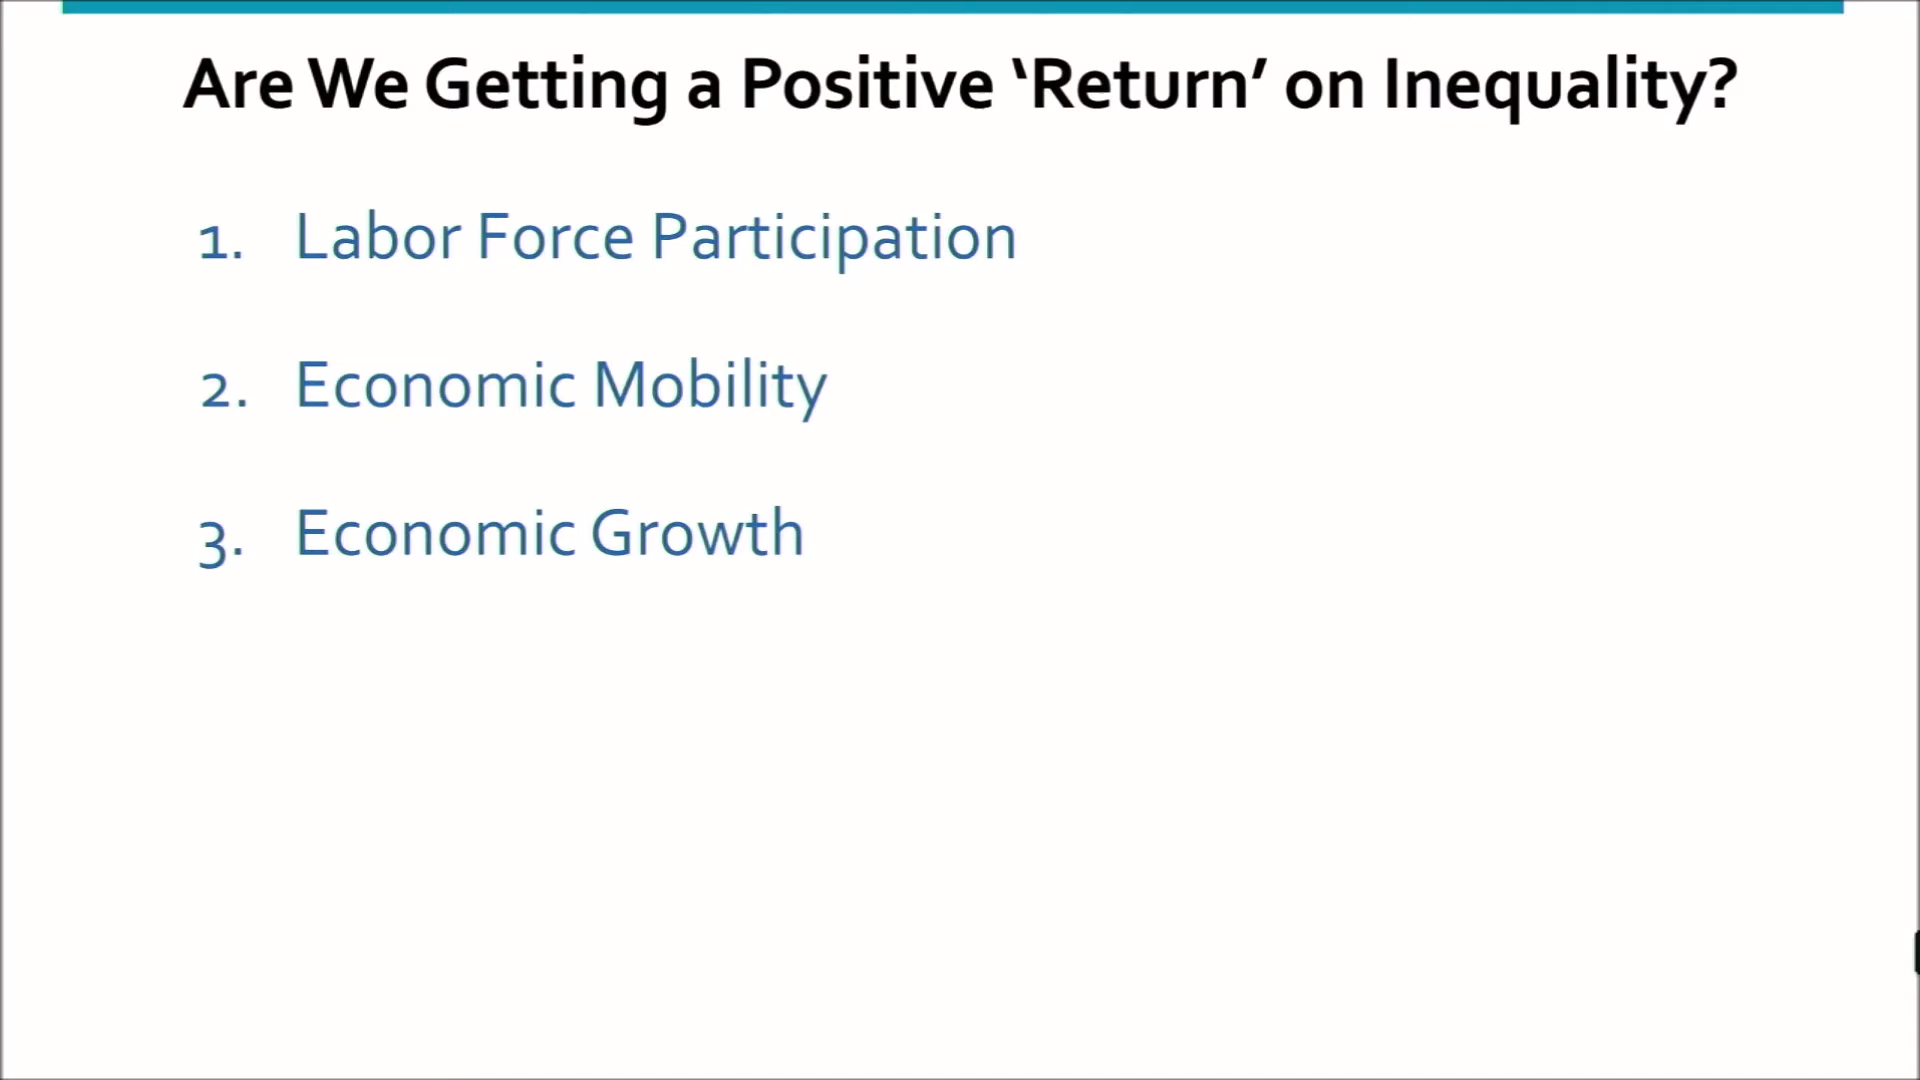 Are We Getting a Positive ‘Return’ on Inequality?
1. Labor Force Participation
2. Economic Mobility
3. Economic Growth